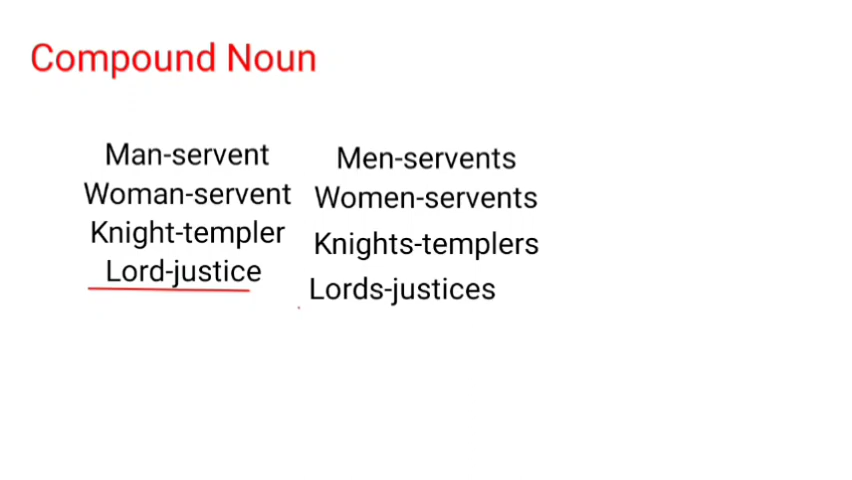 Compound Noun
Man-servent Men-servents
Woman-servent Women-servents
Knight-templer Knights-templers
Lord-justice Lords-justices